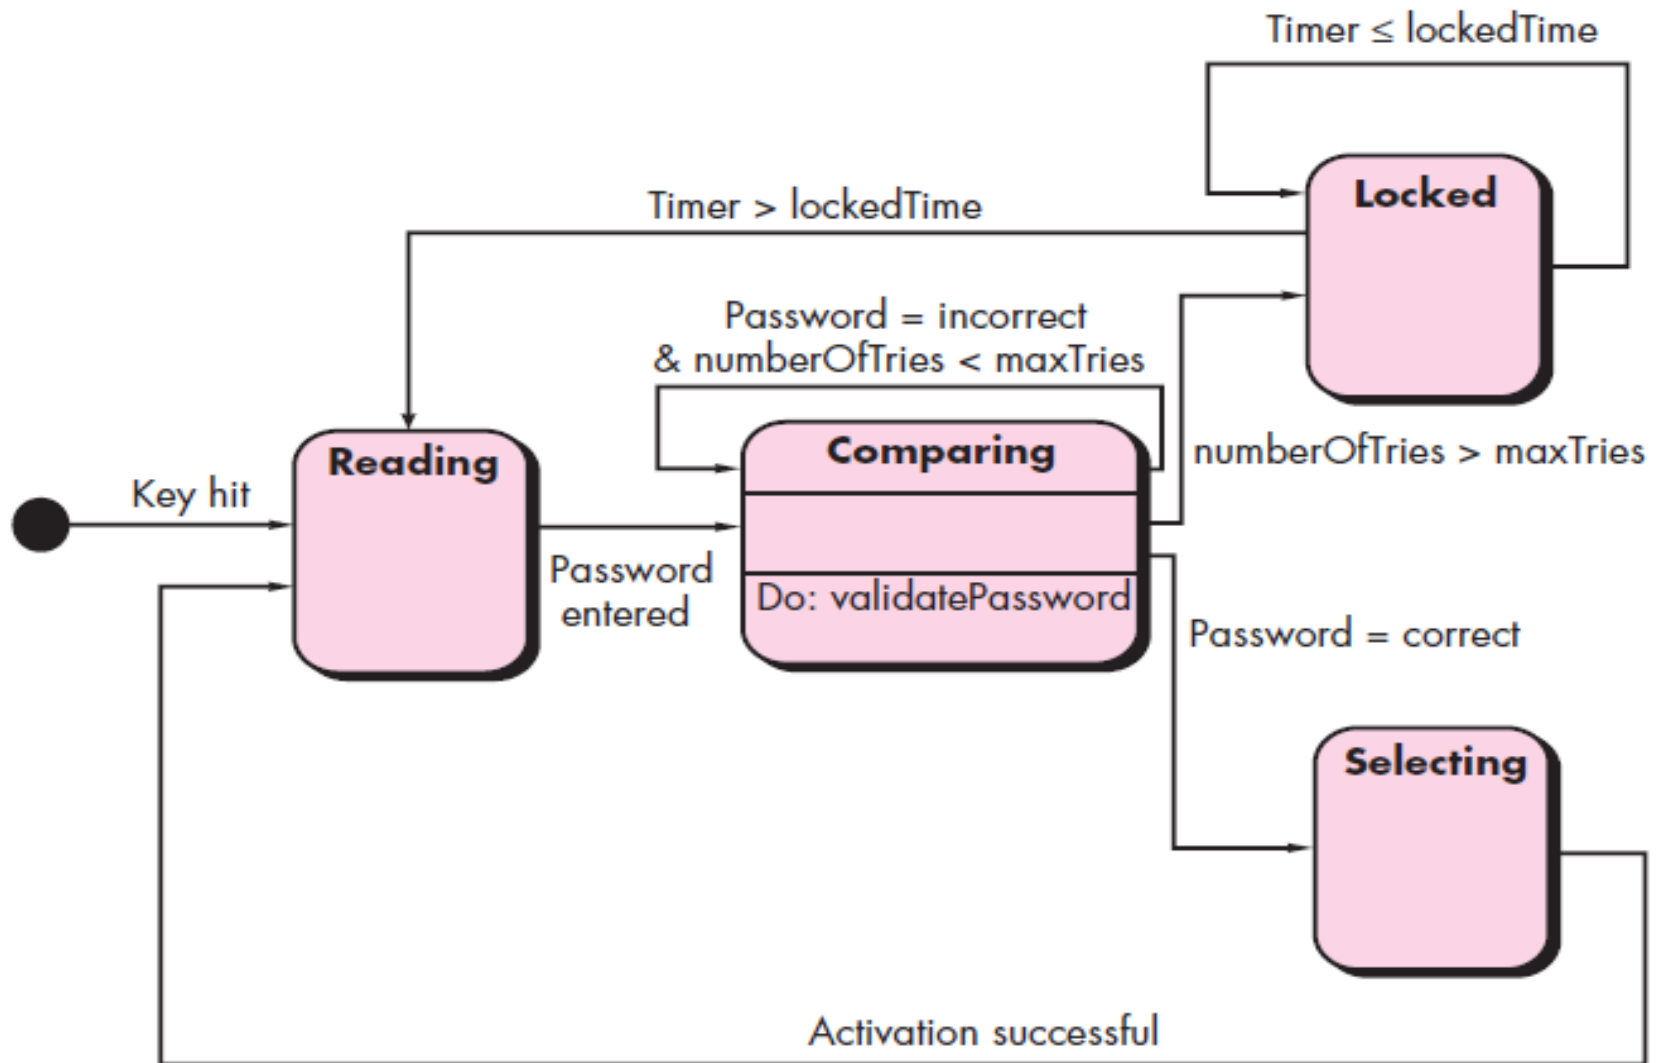 Timer ≤ lockedTime
Locked
Timer > lockedTime
Password = incorrect
& numberOfTries < maxTries
numberOfTries > maxTries
Reading
Comparing
Key hit
Password
entered
Do: validatePassword
Password = correct
Selecting
Activation successful